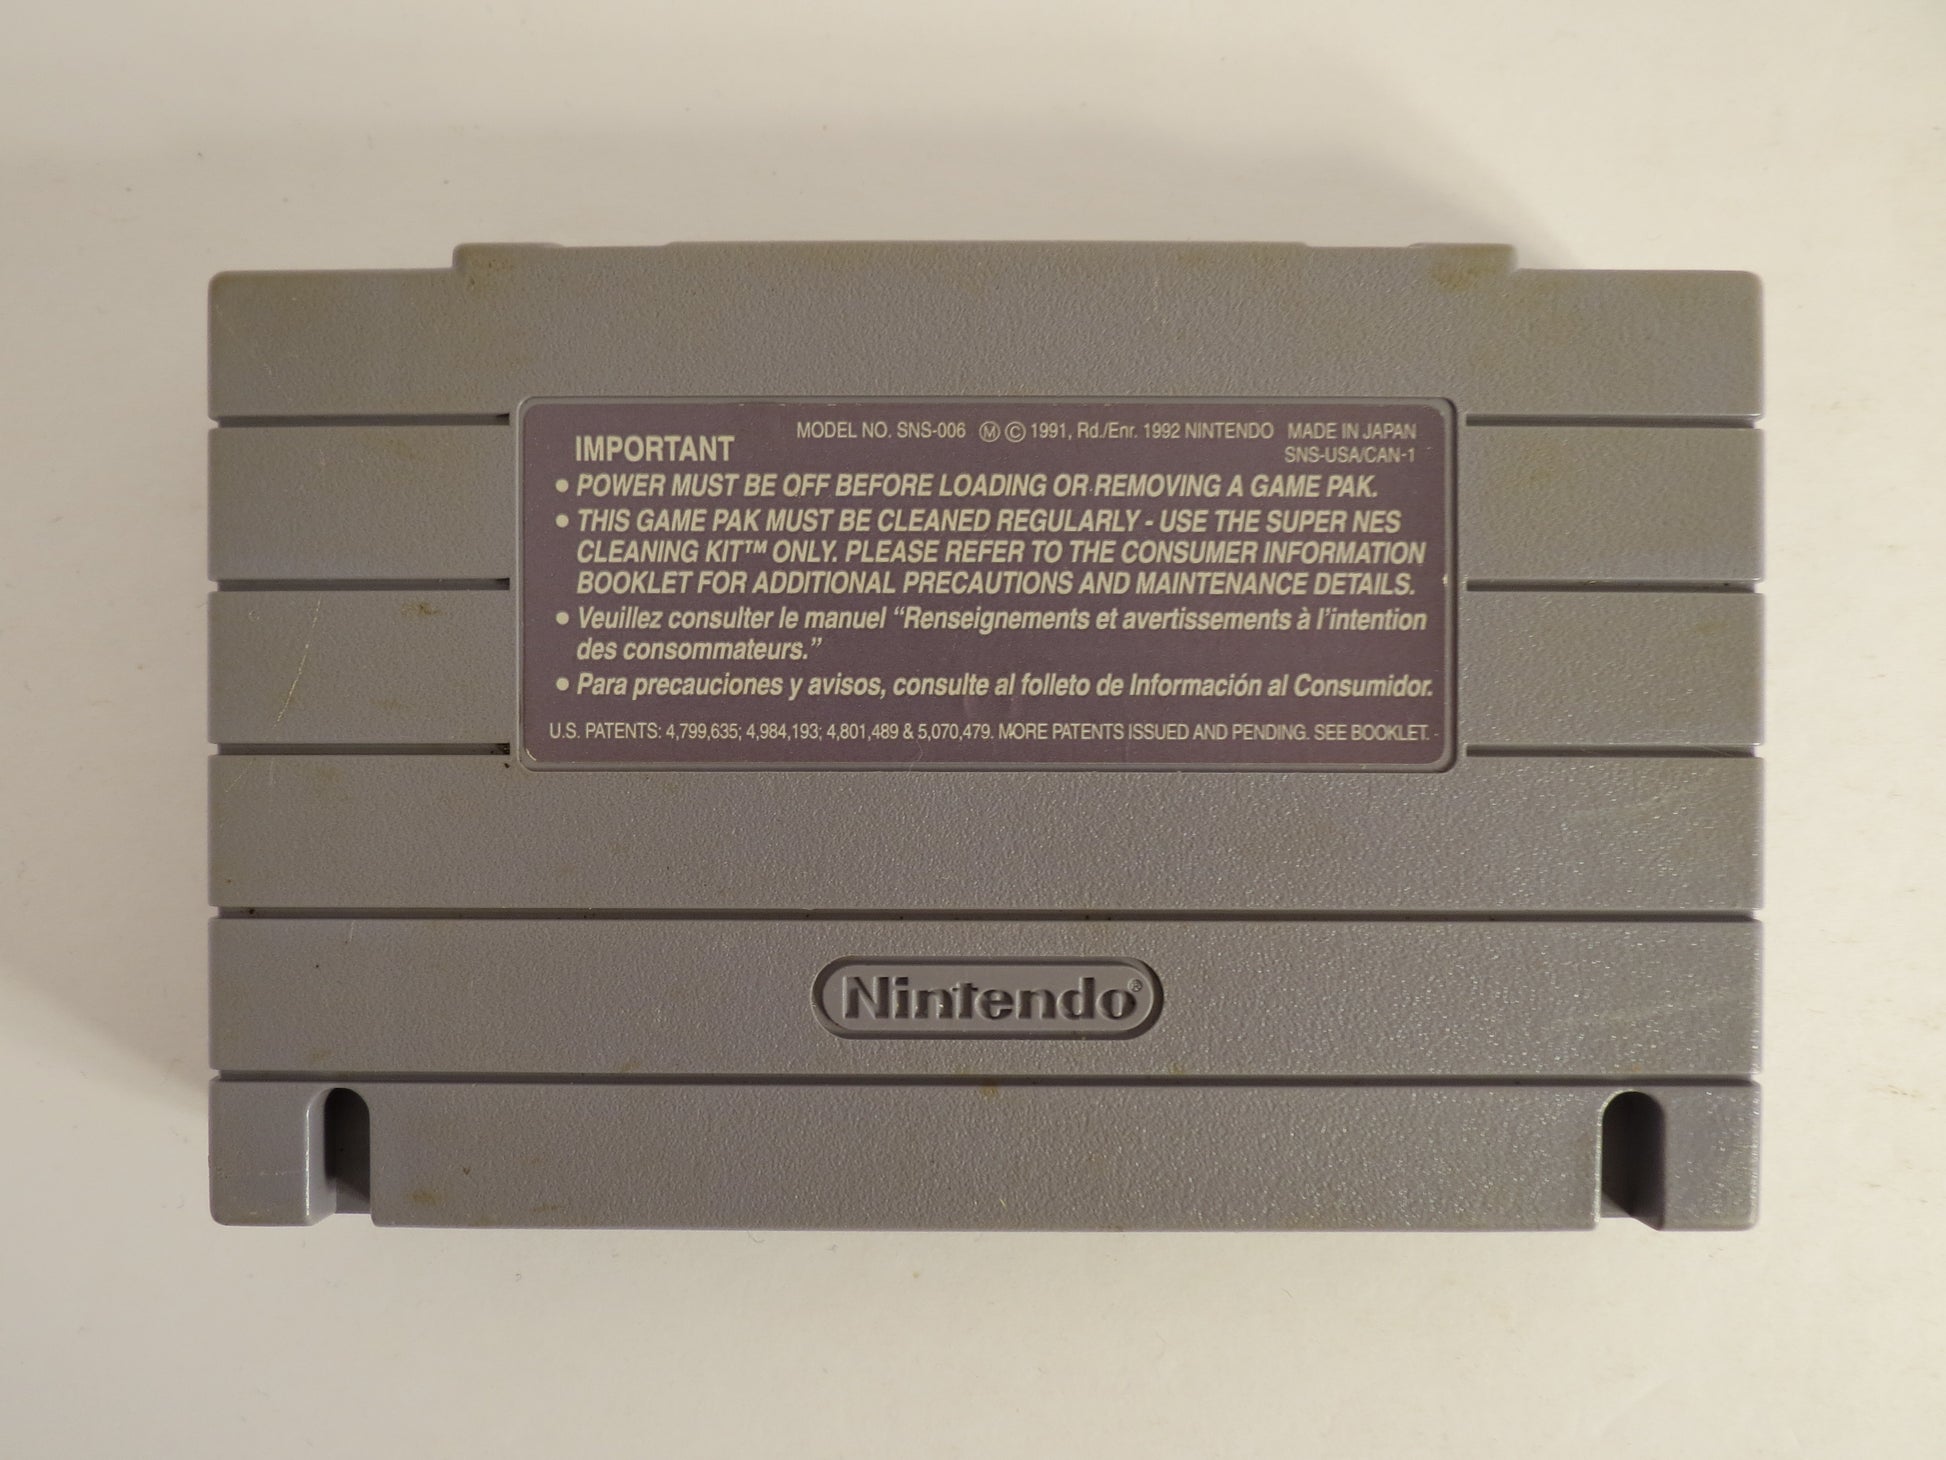 MODEL NO. SNS-006 Ⓜ © 1991, Rd./Enr. 1992 NINTENDO MADE IN JAPAN
IMPORTANT SNS-USA/CAN-1
• POWER MUST BE OFF BEFORE LOADING OR REMOVING A GAME PAK.
• THIS GAME PAK MUST BE CLEANED REGULARLY - USE THE SUPER NES
CLEANING KIT™ ONLY. PLEASE REFER TO THE CONSUMER INFORMATION
BOOKLET FOR ADDITIONAL PRECAUTIONS AND MAINTENANCE DETAILS.
• Veuillez consulter le manuel “Renseignements et avertissements à l’intention
des consommateurs.”
• Para precauciones y avisos, consulte al folleto de Información al Consumidor.
U.S. PATENTS: 4,799,635; 4,984,193; 4,801,489 & 5,070,479. MORE PATENTS ISSUED AND PENDING. SEE BOOKLET.
Nintendo®